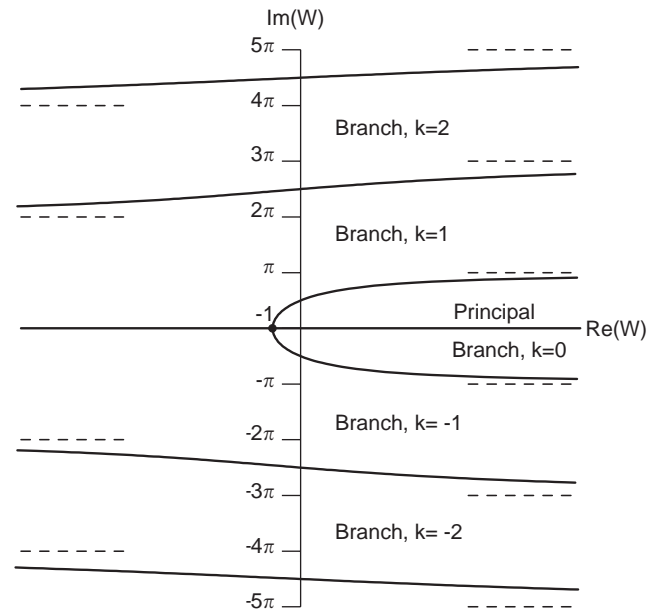 Im(W)
5π
4π
Branch, k=2
3π
2π
Branch, k=1
π
-1
Principal
Re(W)
Branch, k=0
-π
Branch, k= -1
-2π
-3π
Branch, k= -2
-4π
-5π